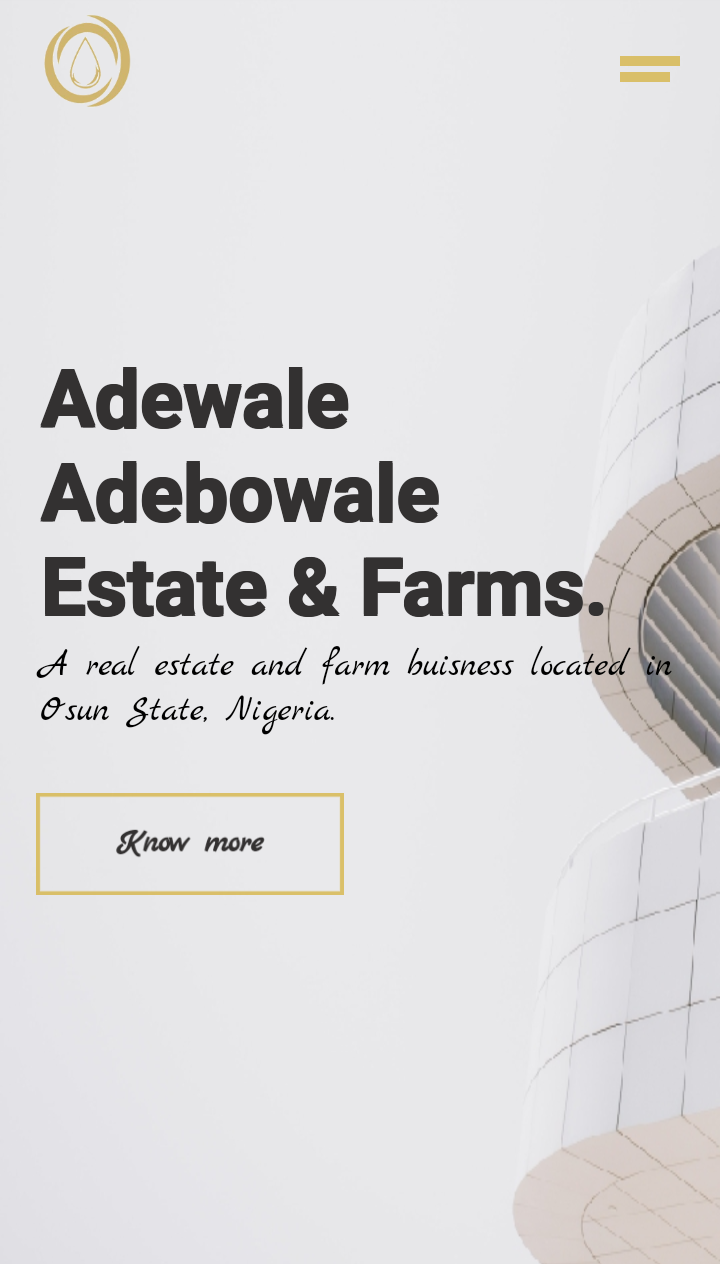 Adewale
Adebowale
Estate & Farms.
A real estate and farm buisness located in
Osun State, Nigeria.
Know more